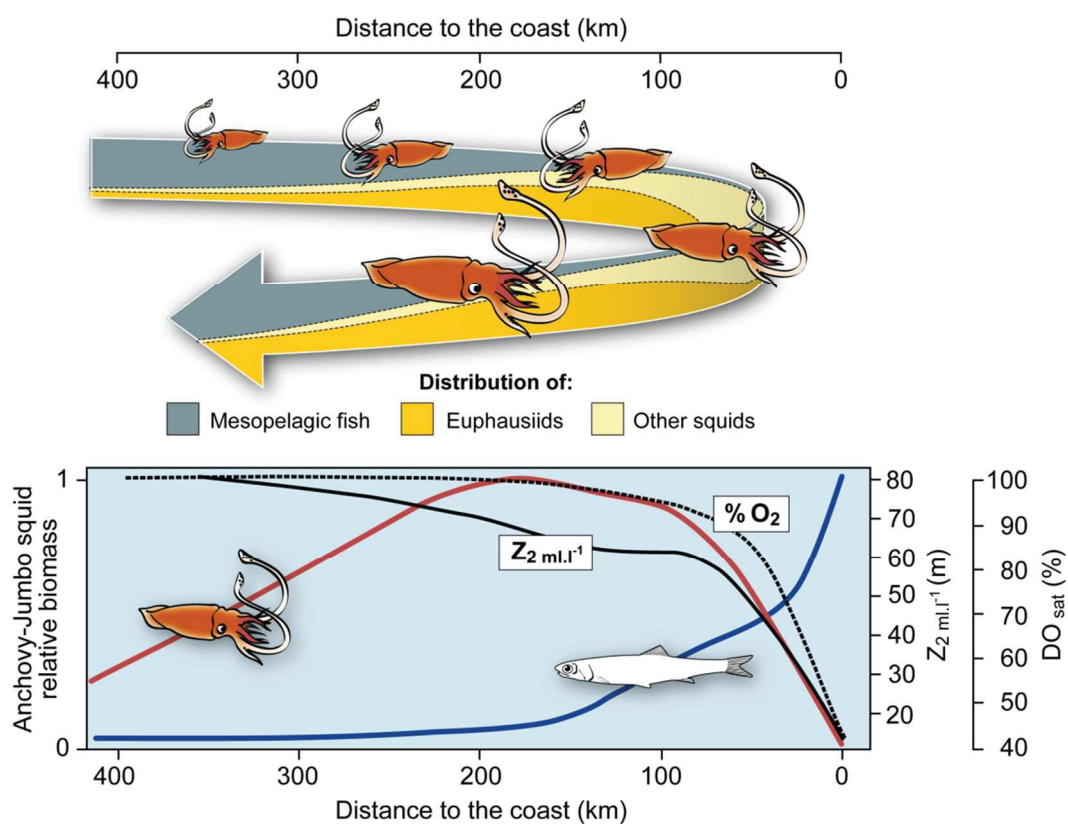 Distance to the coast (km)
400 300 200 100 0
Distribution of:
Mesopelagic fish Euphausiids Other squids
1
0
Anchovy-Jumbo squid
relative biomass
% O₂
Z₂ ml.l⁻¹
80
70
60
50
40
30
20
Z₂ ml.l⁻¹ (m)
100
90
80
70
60
50
40
DO sat (%)
400 300 200 100 0
Distance to the coast (km)